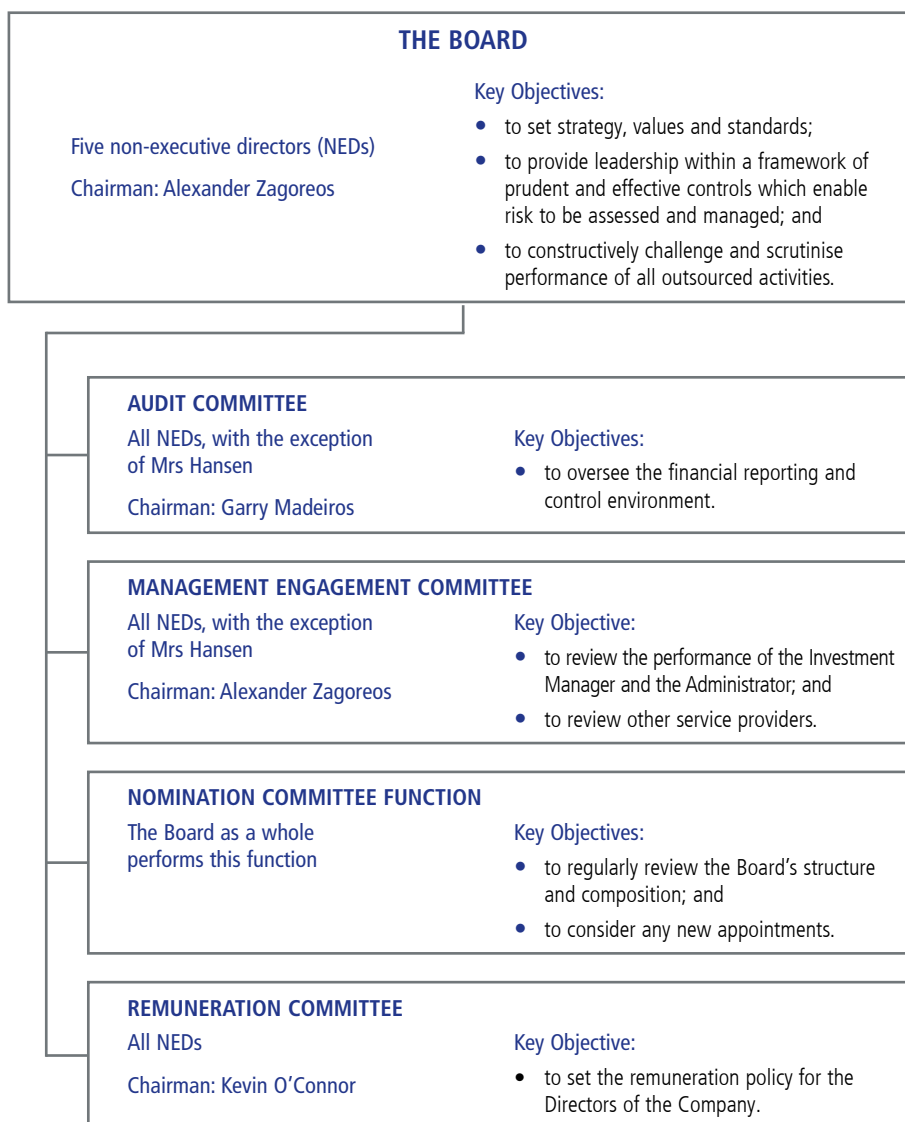 THE BOARD
Five non-executive directors (NEDs)
Chairman: Alexander Zagoreos
Key Objectives:
• to set strategy, values and standards;
• to provide leadership within a framework of
prudent and effective controls which enable
risk to be assessed and managed; and
• to constructively challenge and scrutinise
performance of all outsourced activities.
AUDIT COMMITTEE
All NEDs, with the exception
of Mrs Hansen
Chairman: Garry Madeiros
Key Objectives:
• to oversee the financial reporting and
control environment.
MANAGEMENT ENGAGEMENT COMMITTEE
All NEDs, with the exception
of Mrs Hansen
Chairman: Alexander Zagoreos
Key Objective:
• to review the performance of the Investment
Manager and the Administrator; and
• to review other service providers.
NOMINATION COMMITTEE FUNCTION
The Board as a whole
performs this function
Key Objectives:
• to regularly review the Board’s structure
and composition; and
• to consider any new appointments.
REMUNERATION COMMITTEE
All NEDs
Chairman: Kevin O’Connor
Key Objective:
• to set the remuneration policy for the
Directors of the Company.